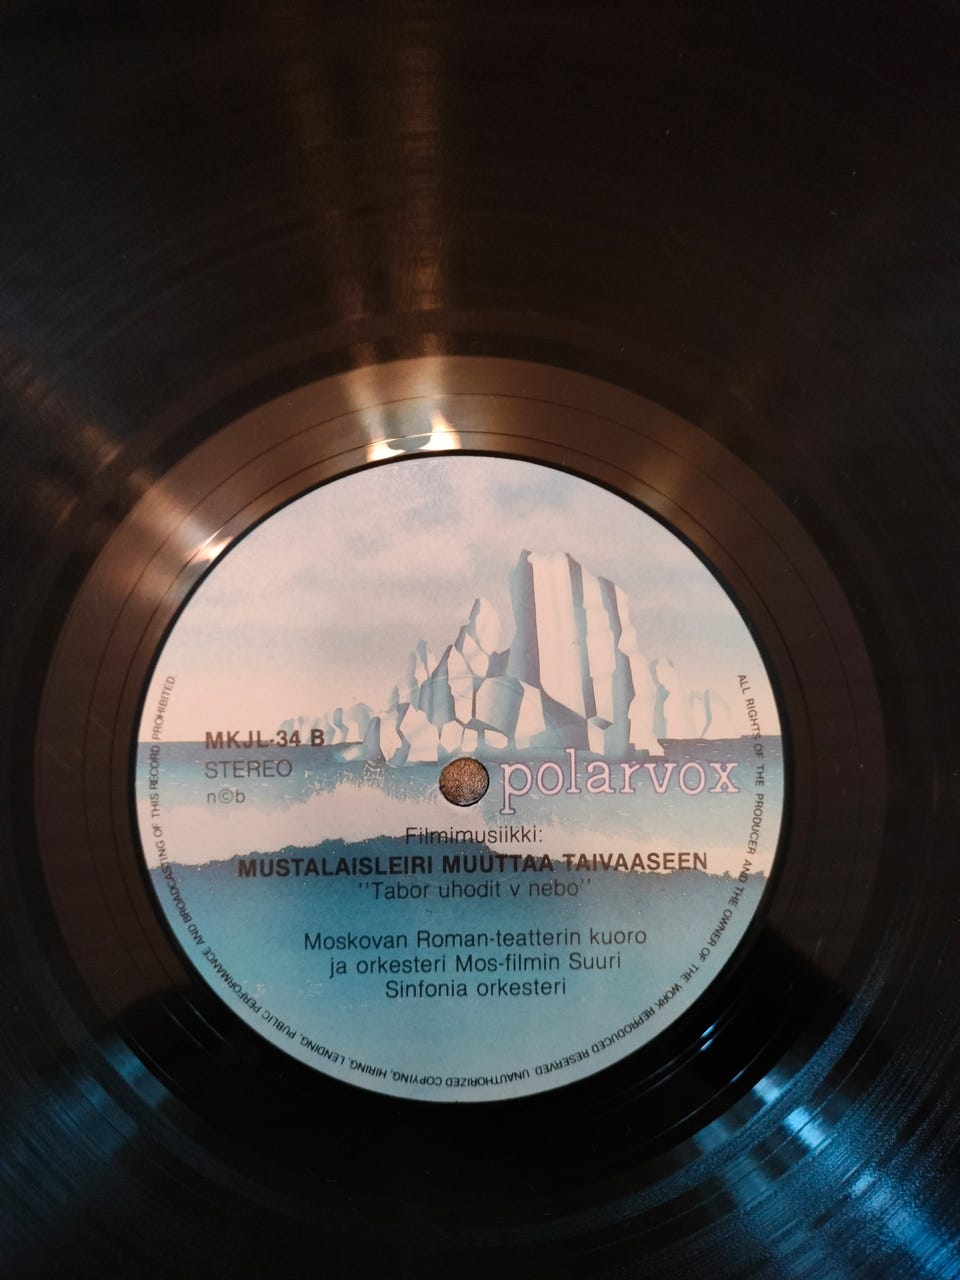 MKJL-34 B
STEREO
n©b
polarvox
Filmimusiikki:
MUSTALAISLEIRI MUUTTAA TAIVAASEEN
''Tabor uhodit v nebo''
Moskovan Roman-teatterin kuoro
ja orkesteri Mos-filmin Suuri
Sinfonia orkesteri
ALL RIGHTS OF THE PRODUCER AND THE OWNER OF THE WORK REPRODUCED RESERVED. UNAUTHORIZED COPYING, HIRING, LENDING, PUBLIC PERFORMANCE AND BROADCASTING OF THIS RECORD PROHIBITED.